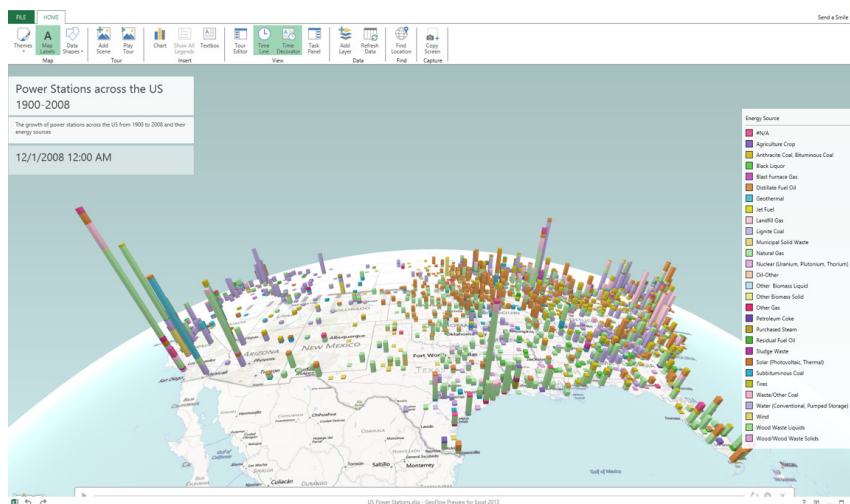 FILE HOME Send a Smile
Themes Map Labels Data Shapes Add Scene Play Tour Chart Show All Legends Textbox Tour Editor Time Line Time Decorator Task Panel Add Layer Refresh Data Find Location Copy Screen
Map Tour Insert View Data Find Capture
Power Stations across the US
1900-2008
The growth of power stations across the US from 1900 to 2008 and their
energy sources
12/1/2008 12:00 AM
Energy Source
#N/A
Agriculture Crop
Anthracite Coal, Bituminous Coal
Black Liquor
Blast Furnace Gas
Distillate Fuel Oil
Geothermal
Jet Fuel
Landfill Gas
Lignite Coal
Municipal Solid Waste
Natural Gas
Nuclear (Uranium, Plutonium, Thorium)
Oil-Other
Other Biomass Liquid
Other Biomass Solid
Other Gas
Petroleum Coke
Purchased Steam
Residual Fuel Oil
Sludge Waste
Solar (Photovoltaic, Thermal)
Subbituminous Coal
Tires
Waste/Other Coal
Water (Conventional, Pumped Storage)
Wind
Wood Waste Liquids
Wood/Wood Waste Solids
NEW MEXICO
ARIZONA
Albuquerque
Fort Wor
Chihuahua
Hermosillo
COAHUILA
Laredo
Torreón Saltillo Monterrey
Culiacán DURANGO
Gulf of Mexico
US Power Stations.xlsx - GeoFlow Preview for Excel 2013